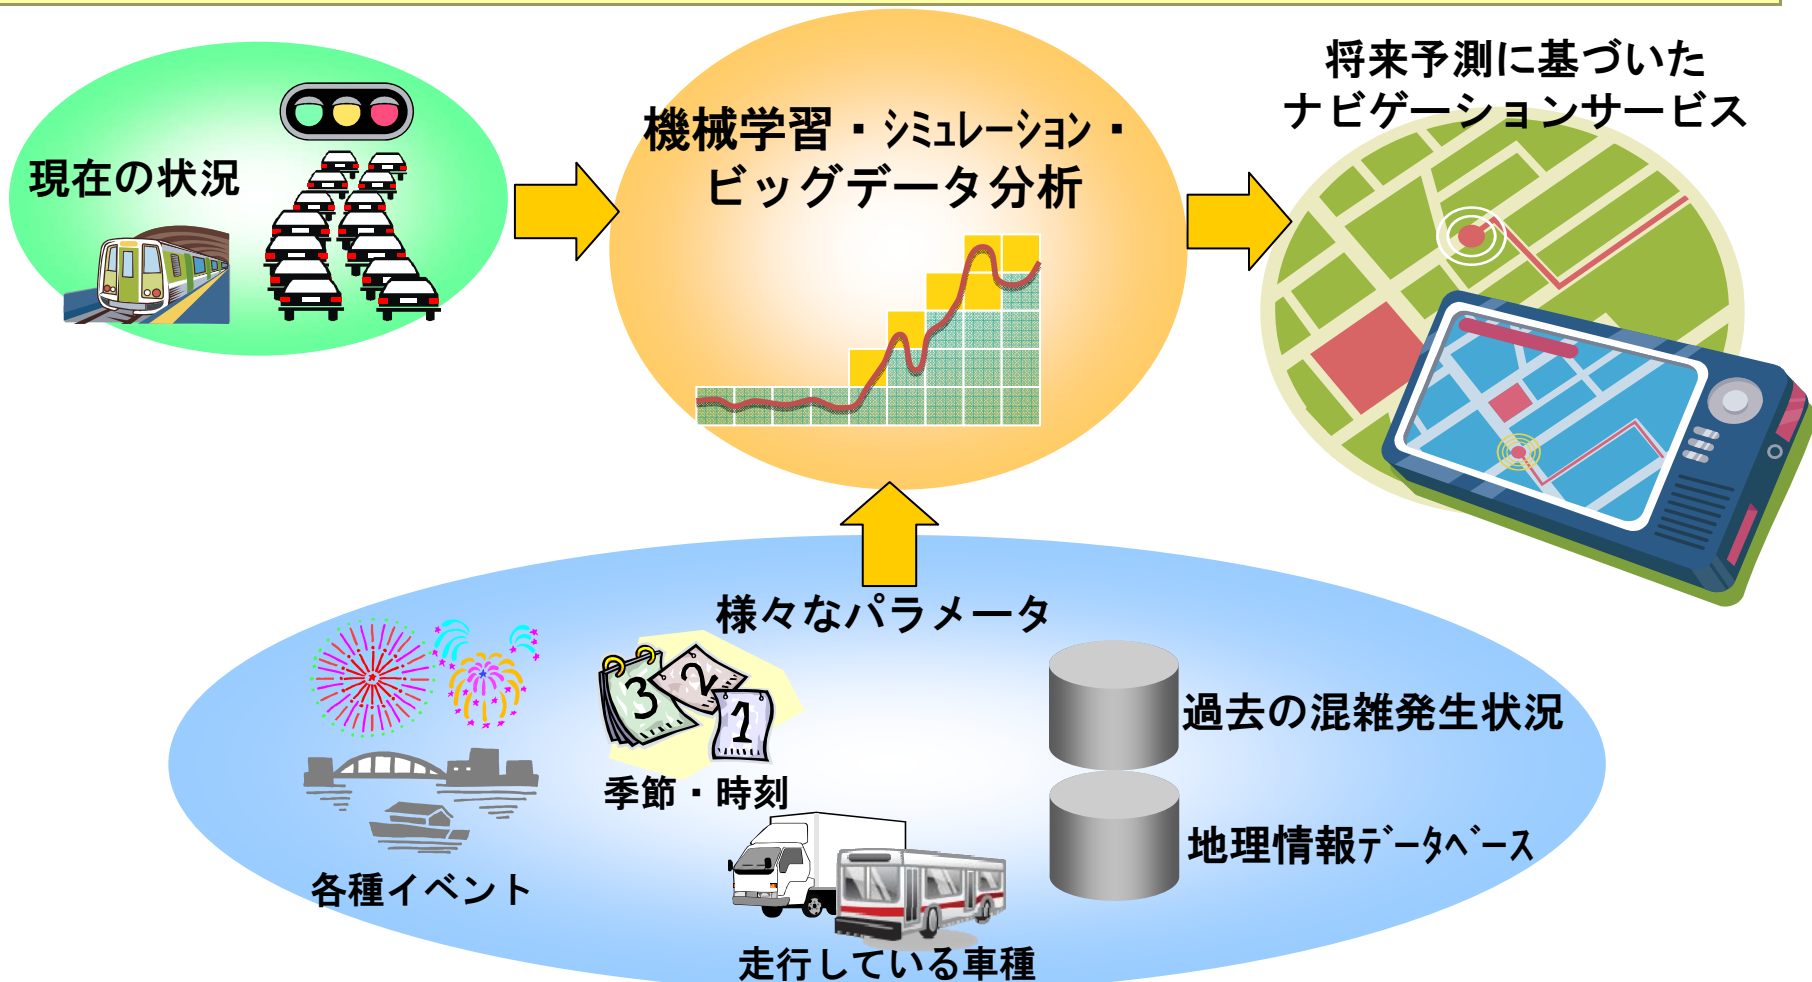 現在の状況
機械学習・シミュレーション・
ビッグデータ分析
将来予測に基づいた
ナビゲーションサービス
様々なパラメータ
3
2
1
季節・時刻
各種イベント
走行している車種
過去の混雑発生状況
地理情報データベース